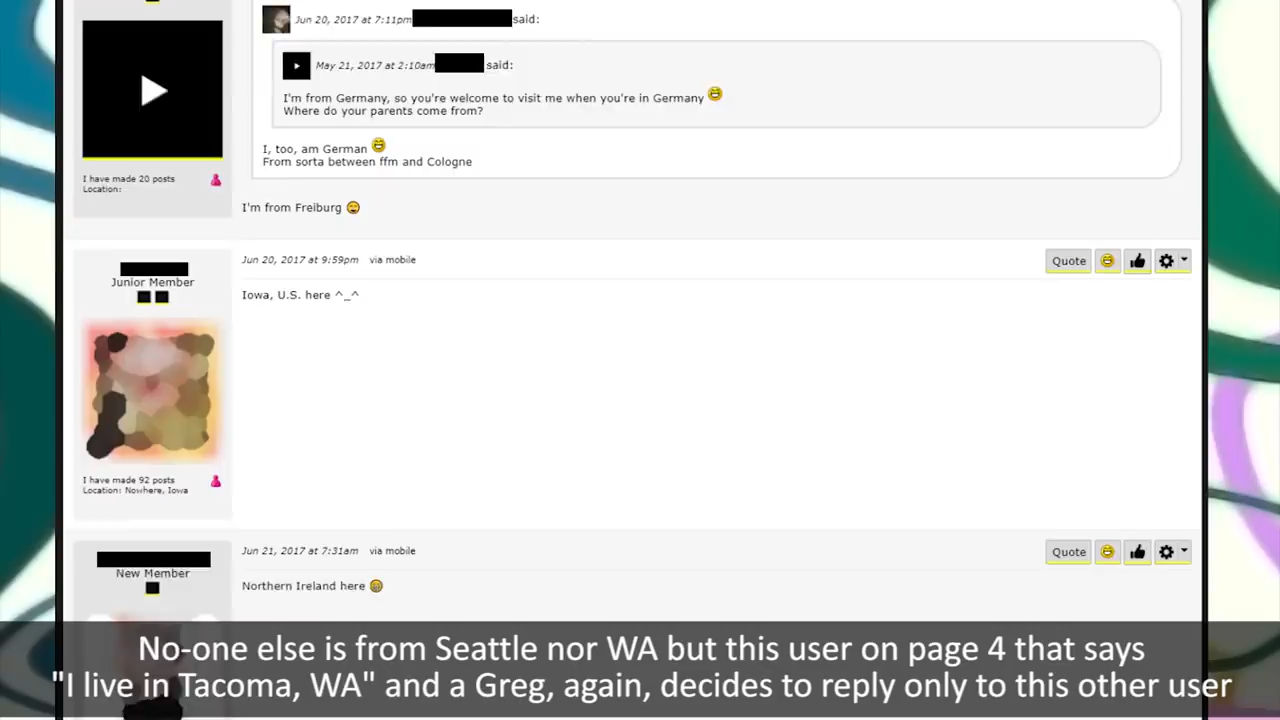 Jun 20, 2017 at 7:11pm said:
May 21, 2017 at 2:10am said:
I'm from Germany, so you're welcome to visit me when you're in Germany
Where do your parents come from?
I, too, am German
From sorta between ffm and Cologne
I have made 20 posts
Location:
I'm from Freiburg
Junior Member
I have made 92 posts
Location: Nowhere, Iowa
Jun 20, 2017 at 9:59pm via mobile
Quote
Iowa, U.S. here ^_^
New Member
Jun 21, 2017 at 7:31am via mobile
Quote
Northern Ireland here
No-one else is from Seattle nor WA but this user on page 4 that says
"I live in Tacoma, WA" and a Greg, again, decides to reply only to this other user